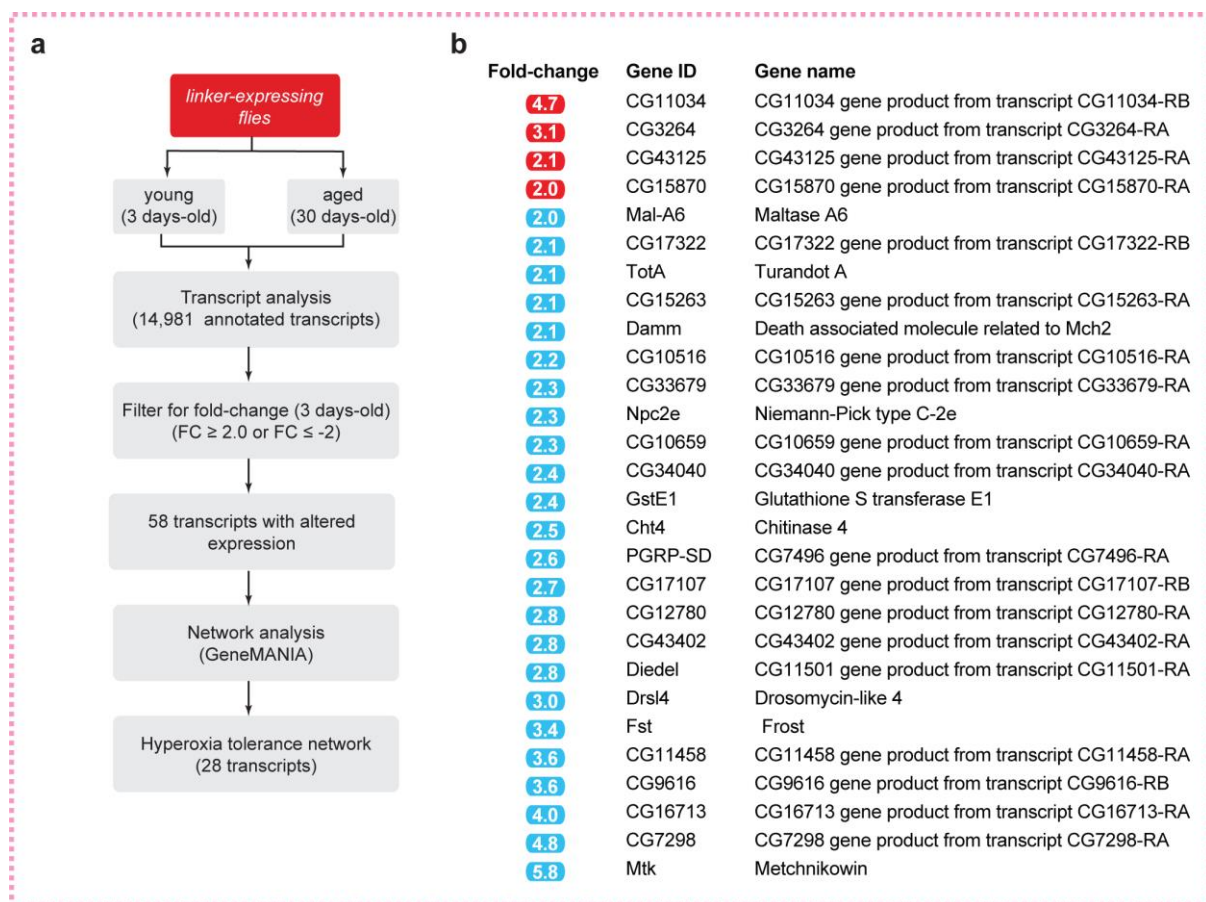 a
linker-expressing
flies
young
(3 days-old)
aged
(30 days-old)
Transcript analysis
(14,981 annotated transcripts)
Filter for fold-change (3 days-old)
(FC ≥ 2.0 or FC ≤ -2)
58 transcripts with altered
expression
Network analysis
(GeneMANIA)
Hyperoxia tolerance network
(28 transcripts)
b
Fold-change Gene ID Gene name
4.7 CG11034 CG11034 gene product from transcript CG11034-RB
3.1 CG3264 CG3264 gene product from transcript CG3264-RA
2.1 CG43125 CG43125 gene product from transcript CG43125-RA
2.0 CG15870 CG15870 gene product from transcript CG15870-RA
2.0 Mal-A6 Maltase A6
2.1 CG17322 CG17322 gene product from transcript CG17322-RB
2.1 TotA Turandot A
2.1 CG15263 CG15263 gene product from transcript CG15263-RA
2.1 Damm Death associated molecule related to Mch2
2.2 CG10516 CG10516 gene product from transcript CG10516-RA
2.3 CG33679 CG33679 gene product from transcript CG33679-RA
2.3 Npc2e Niemann-Pick type C-2e
2.3 CG10659 CG10659 gene product from transcript CG10659-RA
2.4 CG34040 CG34040 gene product from transcript CG34040-RA
2.4 GstE1 Glutathione S transferase E1
2.5 Cht4 Chitinase 4
2.6 PGRP-SD CG7496 gene product from transcript CG7496-RA
2.7 CG17107 CG17107 gene product from transcript CG17107-RB
2.8 CG12780 CG12780 gene product from transcript CG12780-RA
2.8 CG43402 CG43402 gene product from transcript CG43402-RA
2.8 Diedel CG11501 gene product from transcript CG11501-RA
3.0 Drsl4 Drosomycin-like 4
3.4 Fst Frost
3.6 CG11458 CG11458 gene product from transcript CG11458-RA
3.6 CG9616 CG9616 gene product from transcript CG9616-RB
4.0 CG16713 CG16713 gene product from transcript CG16713-RA
4.8 CG7298 CG7298 gene product from transcript CG7298-RA
5.8 Mtk Metchnikowin